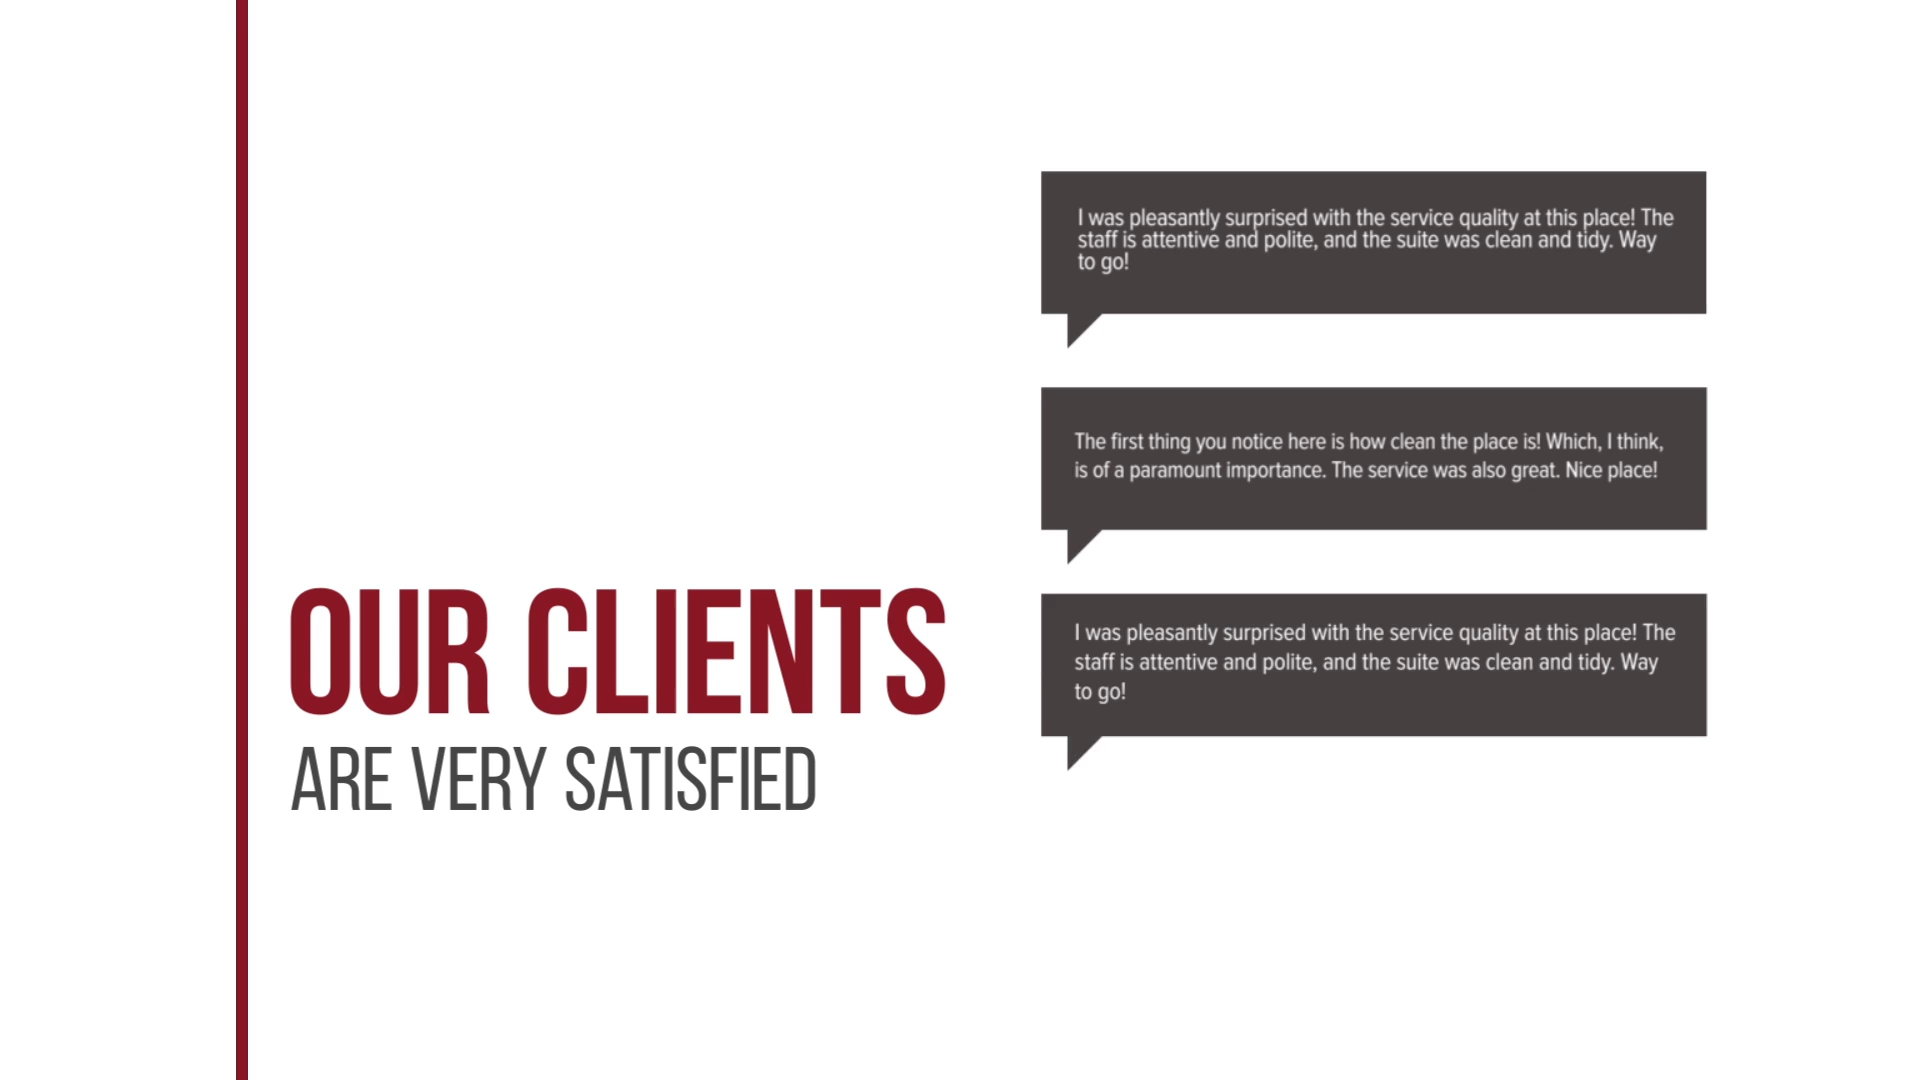 OUR CLIENTS
ARE VERY SATISFIED
I was pleasantly surprised with the service quality at this place! The
staff is attentive and polite, and the suite was clean and tidy. Way
to go!
The first thing you notice here is how clean the place is! Which, I think,
is of a paramount importance. The service was also great. Nice place!
I was pleasantly surprised with the service quality at this place! The
staff is attentive and polite, and the suite was clean and tidy. Way
to go!